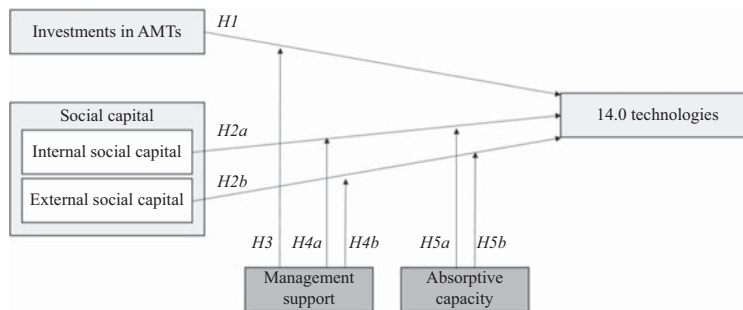 H1
Investments in AMTs
Social capital
H2a
Internal social capital
H2b
External social capital
14.0 technologies
H3
H4a
H4b
H5a
H5b
Management
support
Absorptive
capacity